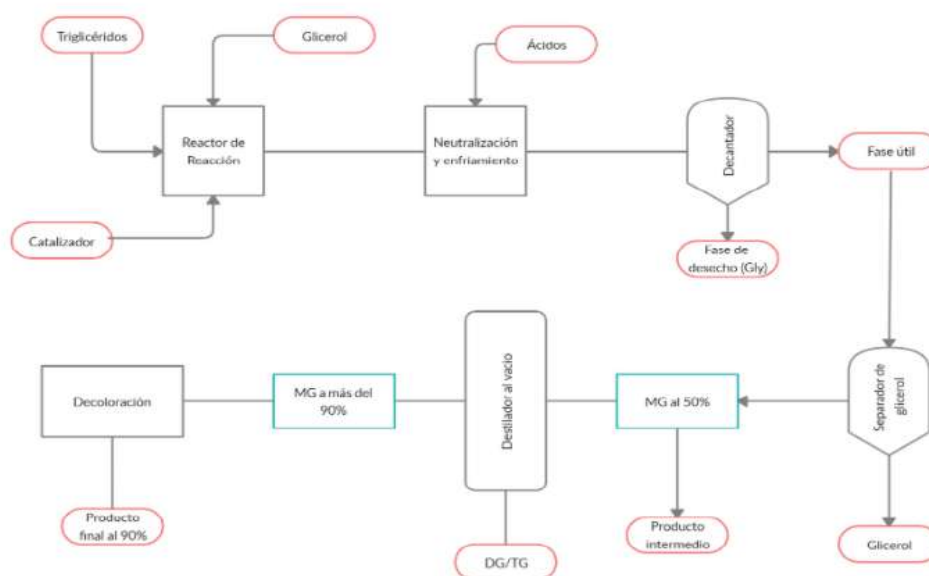 Triglicéridos
Glicerol
Ácidos
Reactor de
Reacción
Neutralización
y enfriamiento
Decantador
Fase útil
Catalizador
Fase de
desecho (Gly)
Decoloración
MG a más del
90%
Destilador al vacio
MG al 50%
Separador de
glicerol
Producto
final al 90%
DG/TG
Producto
intermedio
Glicerol